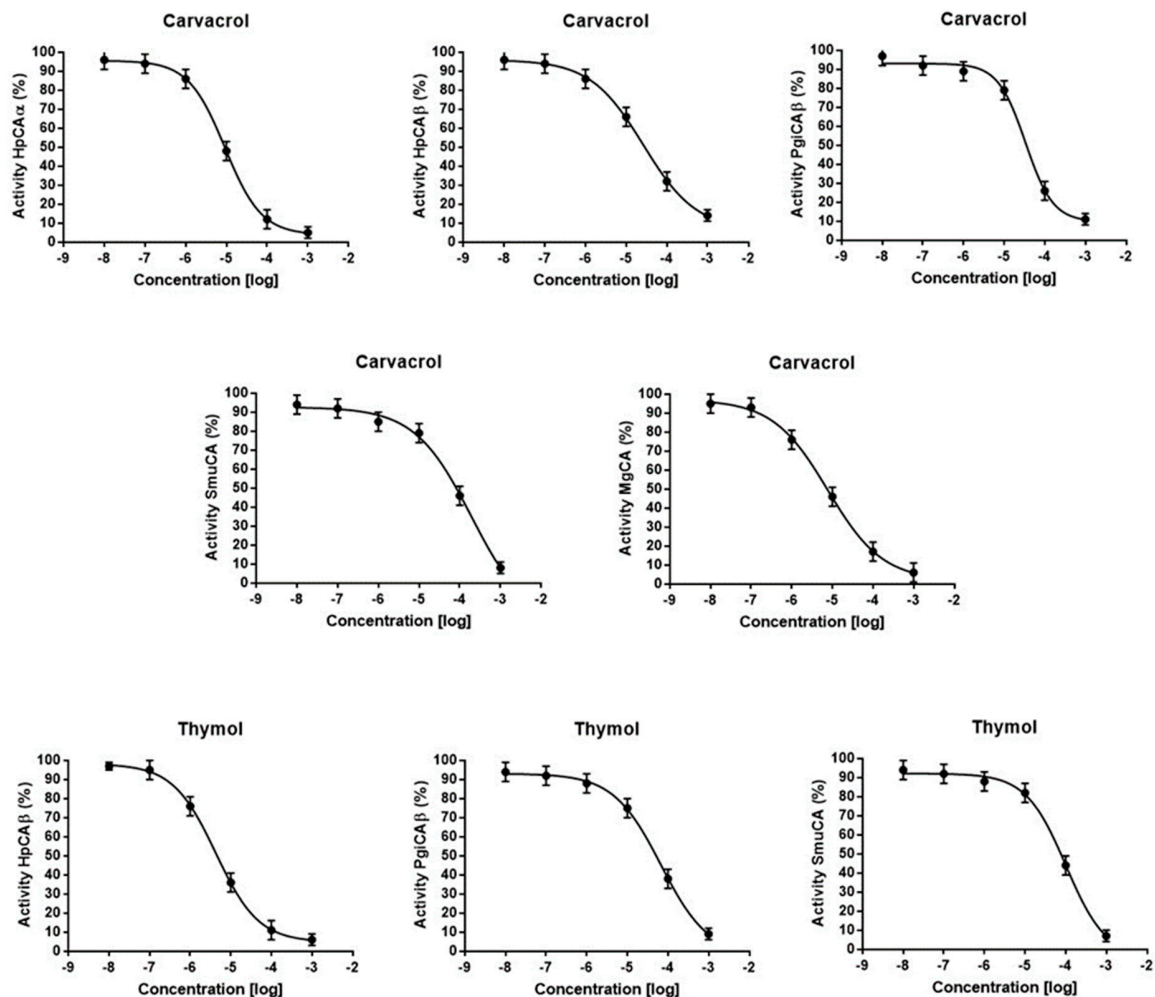 Carvacrol
Activity HpCAα (%)
100
90
80
70
60
50
40
30
20
10
0
-9 -8 -7 -6 -5 -4 -3 -2
Concentration [log]
Carvacrol
Activity HpCAβ (%)
100
90
80
70
60
50
40
30
20
10
0
-9 -8 -7 -6 -5 -4 -3 -2
Concentration [log]
Carvacrol
Activity PgiCAβ (%)
100
90
80
70
60
50
40
30
20
10
0
-9 -8 -7 -6 -5 -4 -3 -2
Concentration [log]
Carvacrol
Activity SmuCA (%)
100
90
80
70
60
50
40
30
20
10
0
-9 -8 -7 -6 -5 -4 -3 -2
Concentration [log]
Carvacrol
Activity MgCA (%)
100
90
80
70
60
50
40
30
20
10
0
-9 -8 -7 -6 -5 -4 -3 -2
Concentration [log]
Thymol
Activity HpCAβ (%)
100
90
80
70
60
50
40
30
20
10
0
-9 -8 -7 -6 -5 -4 -3 -2
Concentration [log]
Thymol
Activity PgiCAβ (%)
100
90
80
70
60
50
40
30
20
10
0
-9 -8 -7 -6 -5 -4 -3 -2
Concentration [log]
Thymol
Activity SmuCA (%)
100
90
80
70
60
50
40
30
20
10
0
-9 -8 -7 -6 -5 -4 -3 -2
Concentration [log]